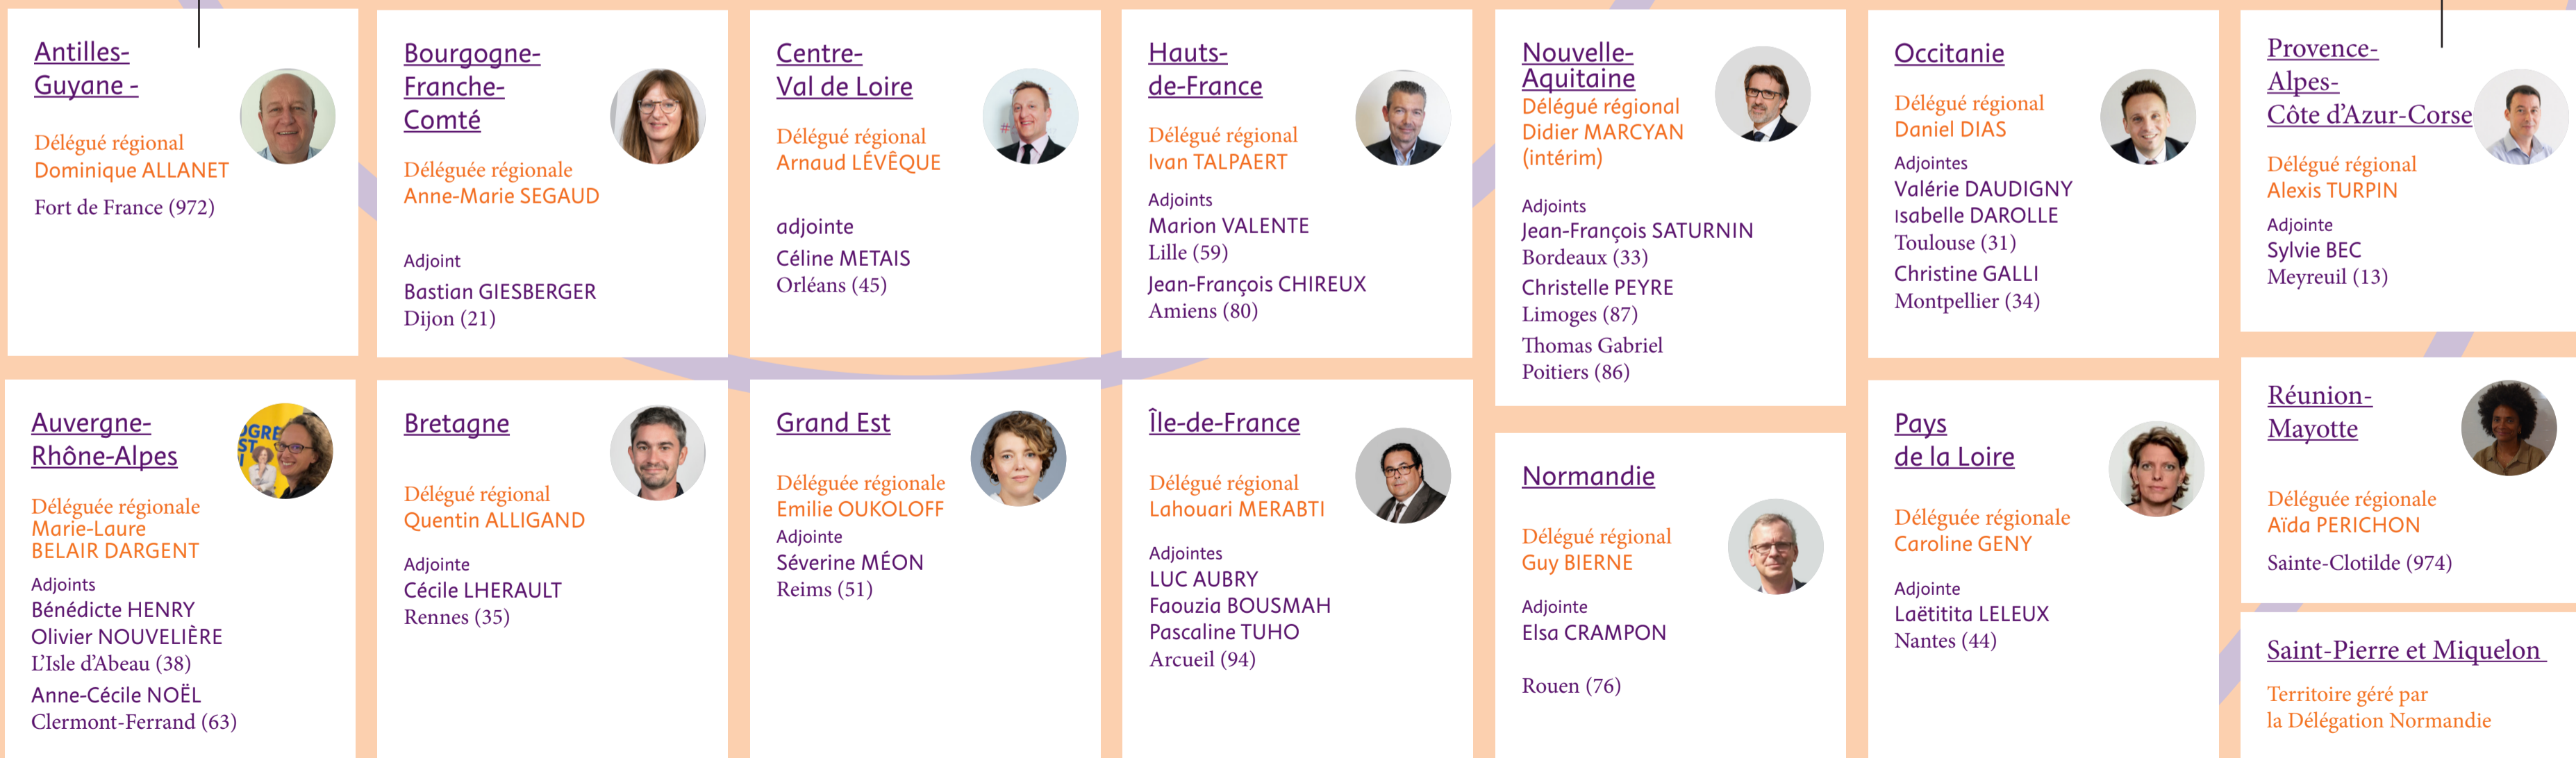 Antilles-
Guyane -
Délégué régional
Dominique ALLANET
Fort de France (972)
Bourgogne-
Franche-
Comté
Déléguée régionale
Anne-Marie SEGAUD
Adjoint
Bastian GIESBERGER
Dijon (21)
Centre-
Val de Loire
Délégué régional
Arnaud LÉVÊQUE
adjointe
Céline METAIS
Orléans (45)
Hauts-
de-France
Délégué régional
Ivan TALPAERT
Adjoints
Marion VALENTE
Lille (59)
Jean-François CHIREUX
Amiens (80)
Nouvelle-
Aquitaine
Délégué régional
Didier MARCYAN
(intérim)
Adjoints
Jean-François SATURNIN
Bordeaux (33)
Christelle PEYRE
Limoges (87)
Thomas Gabriel
Poitiers (86)
Occitanie
Délégué régional
Daniel DIAS
Adjointes
Valérie DAUDIGNY
Isabelle DAROLLE
Toulouse (31)
Christine GALLI
Montpellier (34)
Provence-
Alpes-
Côte d'Azur-Corse
Délégué régional
Alexis TURPIN
Adjointe
Sylvie BEC
Meyreuil (13)
Auvergne-
Rhône-Alpes
Déléguée régionale
Marie-Laure
BELAIR DARGENT
Adjoints
Bénédicte HENRY
Olivier NOUVELIÈRE
L'Isle d'Abeau (38)
Anne-Cécile NOËL
Clermont-Ferrand (63)
Bretagne
Délégué régional
Quentin ALLIGAND
Adjointe
Cécile LHERAULT
Rennes (35)
Grand Est
Déléguée régionale
Emilie OUKOLOFF
Adjointe
Séverine MÉON
Reims (51)
Île-de-France
Délégué régional
Lahouari MERABTI
Adjointes
LUC AUBRY
Faouzia BOUSMAH
Pascaline TUHO
Arcueil (94)
Normandie
Délégué régional
Guy BIERNE
Adjointe
Elsa CRAMPON
Rouen (76)
Pays
de la Loire
Déléguée régionale
Caroline GENY
Adjointe
Laëtitita LELEUX
Nantes (44)
Réunion-
Mayotte
Déléguée régionale
Aïda PERICHON
Sainte-Clotilde (974)
Saint-Pierre et Miquelon
Territoire géré par
la Délégation Normandie